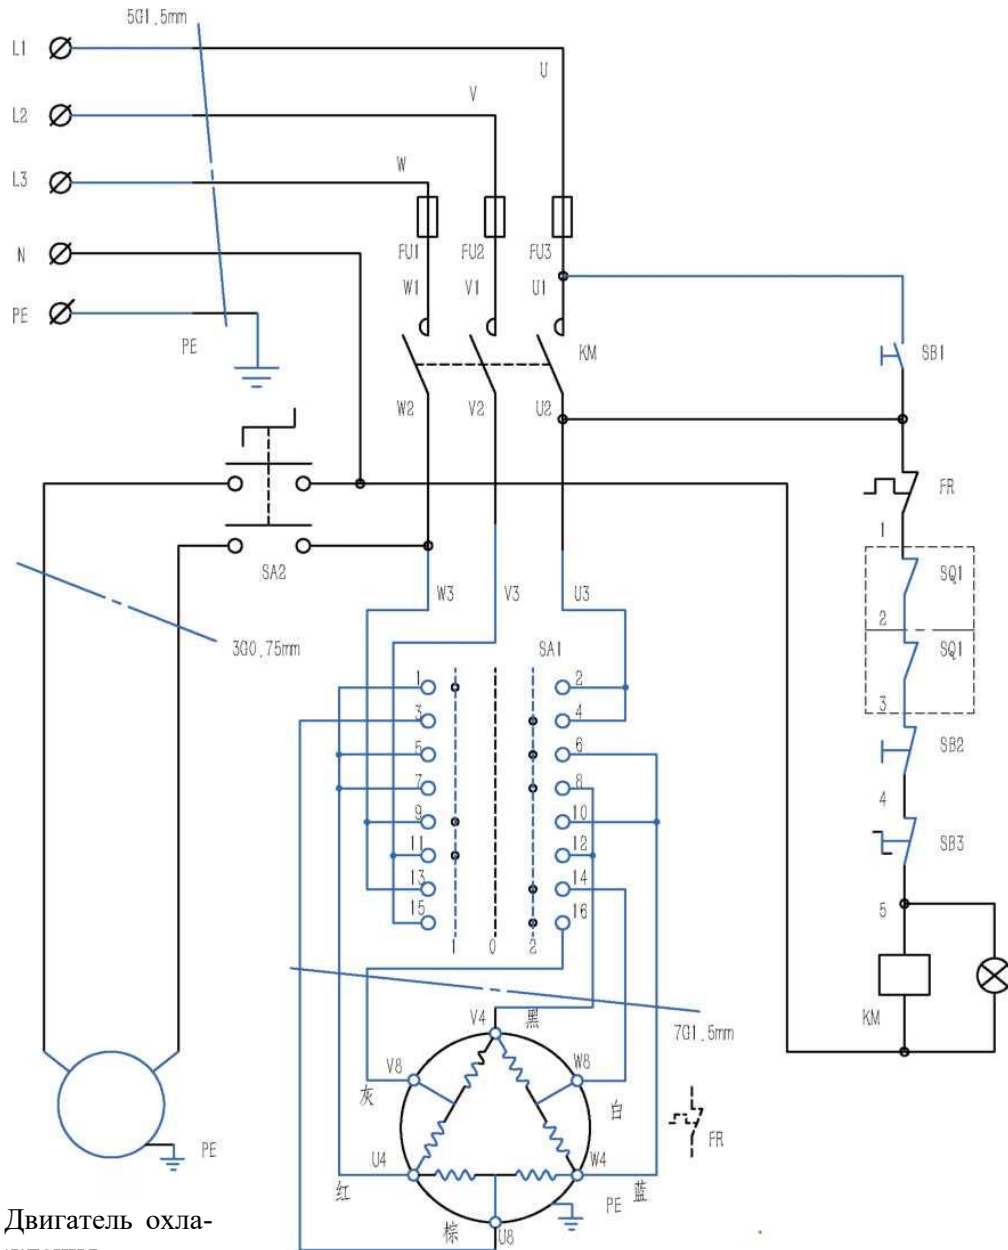 5G1,5mm
L1
U
L2
V
L3
W
N
FU1
FU2
FU3
W1
V1
U1
PE
PE
KM
SB1
W2
V2
U2
FR
1
SA2
SQ1
W3
V3
U3
2
3G0,75mm
SA1
SQ1
1
2
3
3
4
5
6
SB2
7
8
4
9
10
11
12
SB3
13
14
15
16
5
1
0
2
KM
V4
黑
7G1,5mm
V8
W8
灰
白
FR
PE
U4
W4
红
蓝
PE
棕
U8
Двигатель охла-